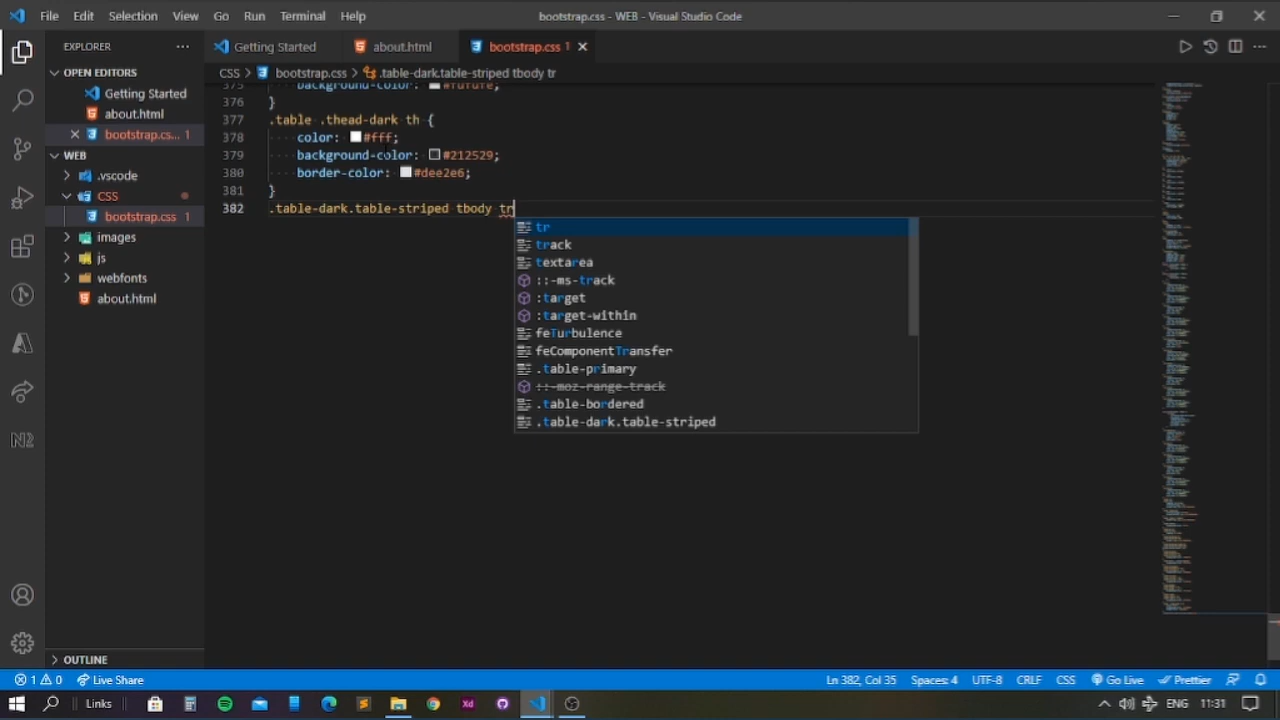 File Edit Selection View Go Run Terminal Help bootstrap.css - WEB - Visual Studio Code
EXPLORER
Getting Started
about.html
bootstrap.css 1
OPEN EDITORS
Getting Started
about.html
bootstrap.cs... 1
WEB
.vscode
CSS
bootstrap.css 1
images
js
webfonts
about.html
OUTLINE
CSS > bootstrap.css > .table-dark.table-striped tbody tr
375 background-color:
376 }
377 .table .thead-dark th {
378 color: #fff;
379 background-color: #212529;
380 border-color: #dee2e6;
381 }
382 .table-dark.table-striped tbody tr
tr
track
textarea
::-ms-track
:target
:target-within
feTurbulence
feComponentTransfer
.table-primary
::-moz-range-track
.table-bordered
.table-dark.table-striped
1 0 Live Share Ln 382, Col 35 Spaces: 4 UTF-8 CRLF CSS Go Live Prettier
Links ENG 11:31